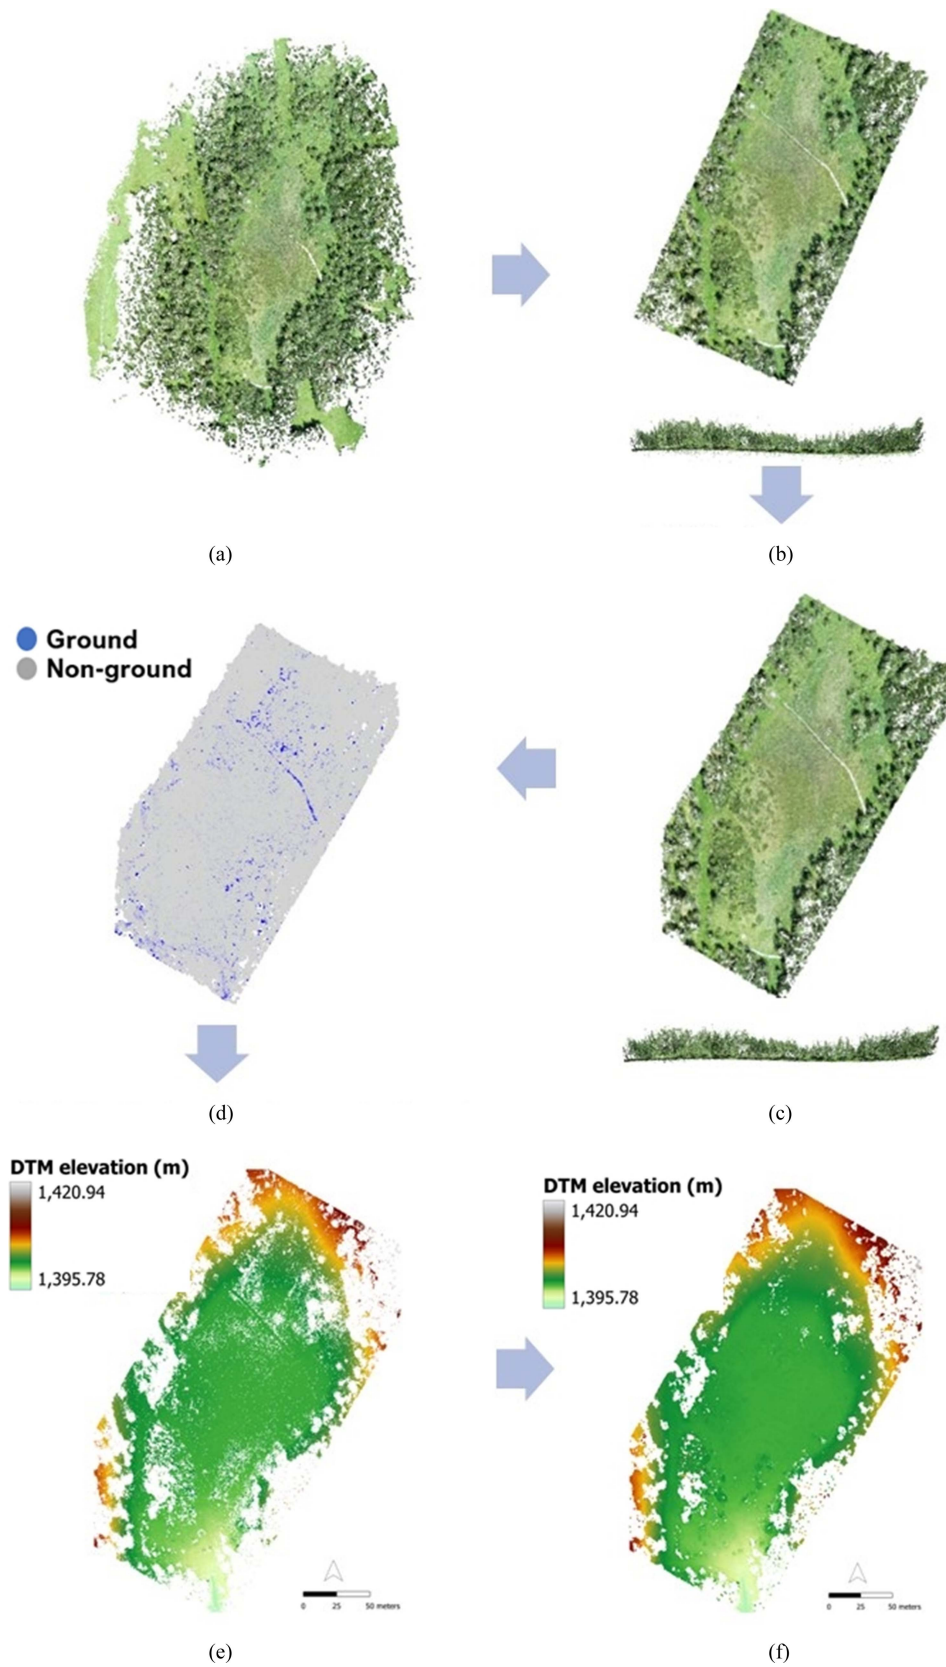 (a)
(b)
Ground
Non-ground
(d)
(c)
DTM elevation (m)
1,420.94
1,395.78
0 25 50 meters
DTM elevation (m)
1,420.94
1,395.78
0 25 50 meters
(e)
(f)